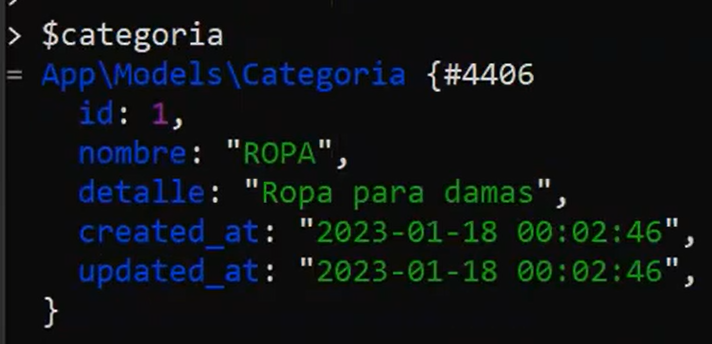 > $categoria
= App\Models\Categoria {#4406
id: 1,
nombre: "ROPA",
detalle: "Ropa para damas",
created_at: "2023-01-18 00:02:46",
updated_at: "2023-01-18 00:02:46",
}